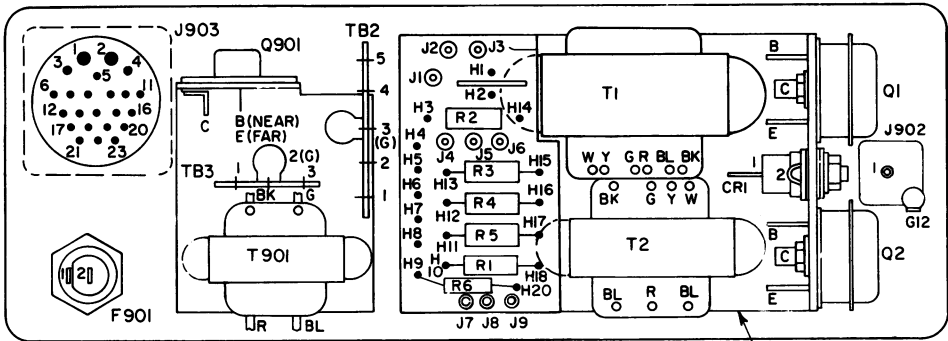 J903
1 2
3 4
5
6 11
12 16
17 20
21 23
F901
1 2
Q901
C
B(NEAR)
E(FAR)
TB2
5
4
3
(G)
2
1
TB3
1 2(G) 3
BK G
T901
R BL
J2 J3
J1
H1
H2
H3 R2 H14
H4 J4 J5 J6
H5 H13 R3 H15
H6 H12 R4 H16
H7
H8 H11 R5 H17
H9 H 10 R1 H18
R6 H20
J7 J8 J9
T1
W Y G R BL BK
BK G Y W
T2
BL R BL
B
C
E
Q1
CR1
2
J902
1
G12
B
C
E
Q2